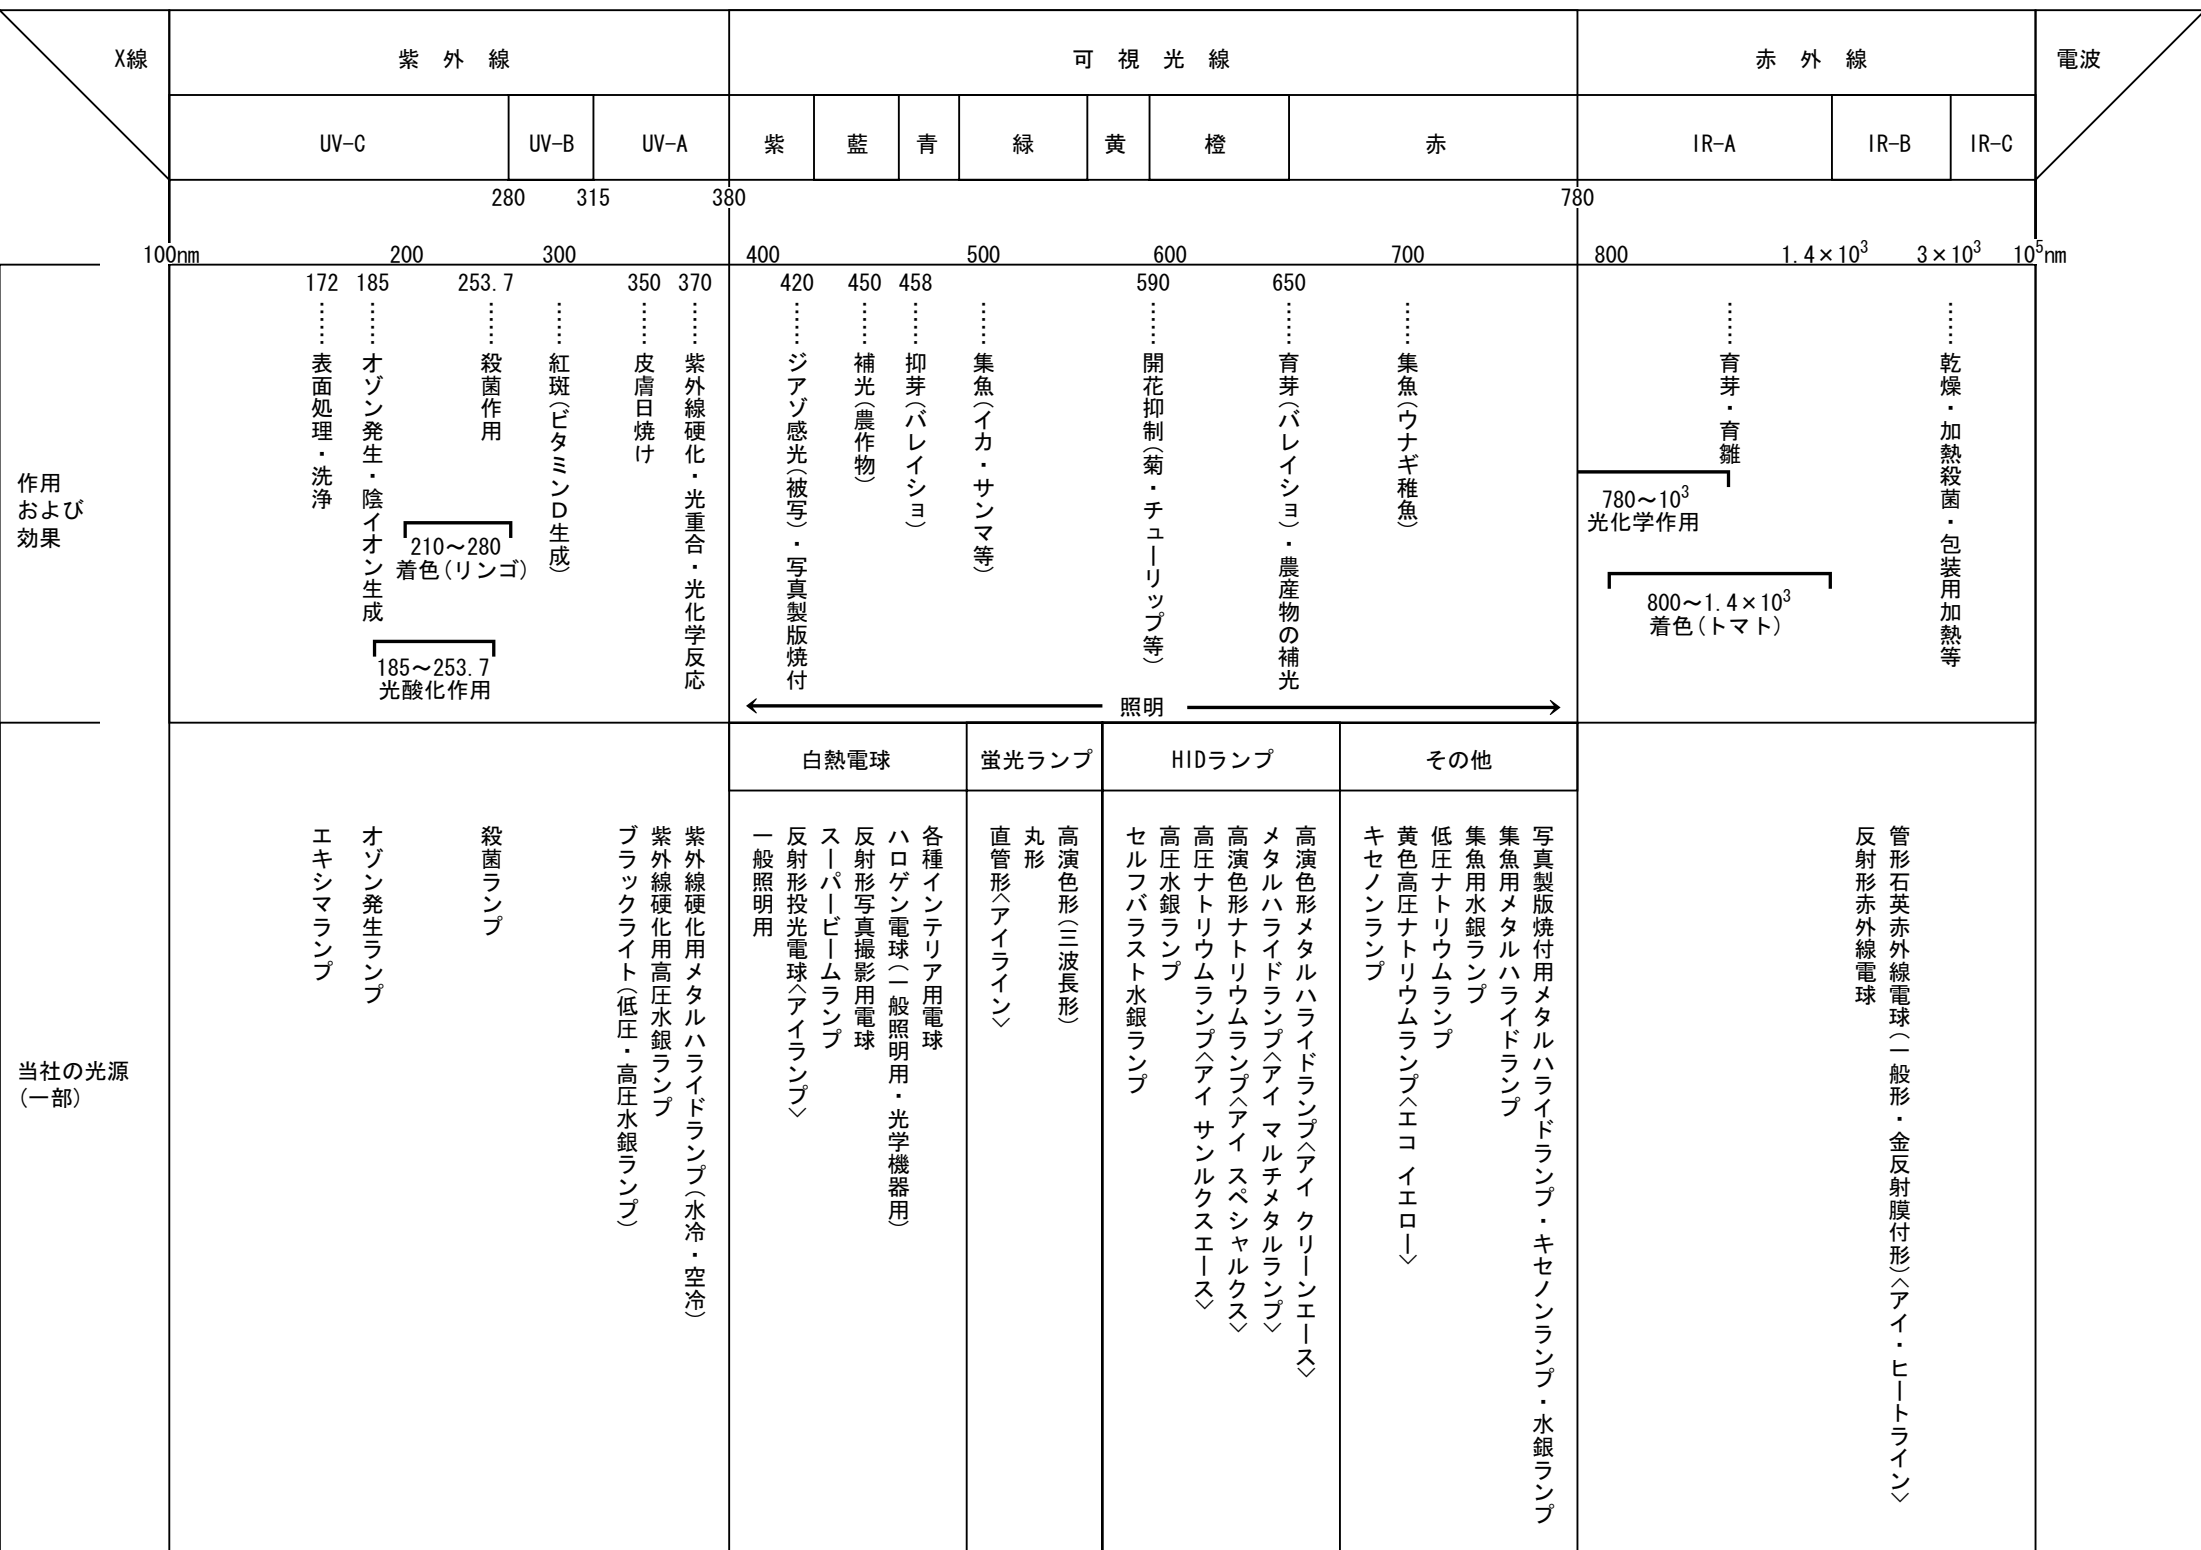 X線
紫外線
可視光線
赤外線
電波
UV-C
UV-B
UV-A
紫
藍
青
緑
黄
橙
赤
IR-A
IR-B
IR-C
280
315
380
780
100nm
200
300
400
500
600
700
800
1.4×10³
3×10³
10⁵nm
作用
および
効果
172
表面処理・洗浄
185
オゾン発生・陰イオン生成
253.7
殺菌作用
紅斑(ビタミンD生成)
350
皮膚日焼け
370
紫外線硬化・光重合・光化学反応
210～280
着色(リンゴ)
185～253.7
光酸化作用
420
ジアゾ感光(被写)・写真製版焼付
450
補光(農作物)
458
抑芽(バレイショ)
集魚(イカ・サンマ等)
590
開花抑制(菊・チューリップ等)
650
育芽(バレイショ)・農産物の補光
集魚(ウナギ稚魚)
照明
育芽・育雛
780～10³
光化学作用
800～1.4×10³
着色(トマト)
乾燥・加熱殺菌・包装用加熱等
当社の光源
(一部)
エキシマランプ
オゾン発生ランプ
殺菌ランプ
ブラックライト(低圧・高圧水銀ランプ)
紫外線硬化用高圧水銀ランプ
紫外線硬化用メタルハライドランプ(水冷・空冷)
白熱電球
一般照明用
反射形投光電球〈アイランプ〉
スーパービームランプ
反射形写真撮影用電球
ハロゲン電球(一般照明用・光学機器用)
各種インテリア用電球
蛍光ランプ
直管形〈アイライン〉
丸形
高演色形(三波長形)
HIDランプ
セルフバラスト水銀ランプ
高圧水銀ランプ
高圧ナトリウムランプ〈アイ サンルクスエース〉
高演色形ナトリウムランプ〈アイ スペシャルクス〉
メタルハライドランプ〈アイ マルチメタルランプ〉
高演色形メタルハライドランプ〈アイ クリーンエース〉
その他
キセノンランプ
黄色高圧ナトリウムランプ〈エコ イエロー〉
低圧ナトリウムランプ
集魚用水銀ランプ
集魚用メタルハライドランプ
写真製版焼付用メタルハライドランプ・キセノンランプ・水銀ランプ
反射形赤外線電球
管形石英赤外線電球(一般形・金反射膜付形)〈アイ・ヒートライン〉